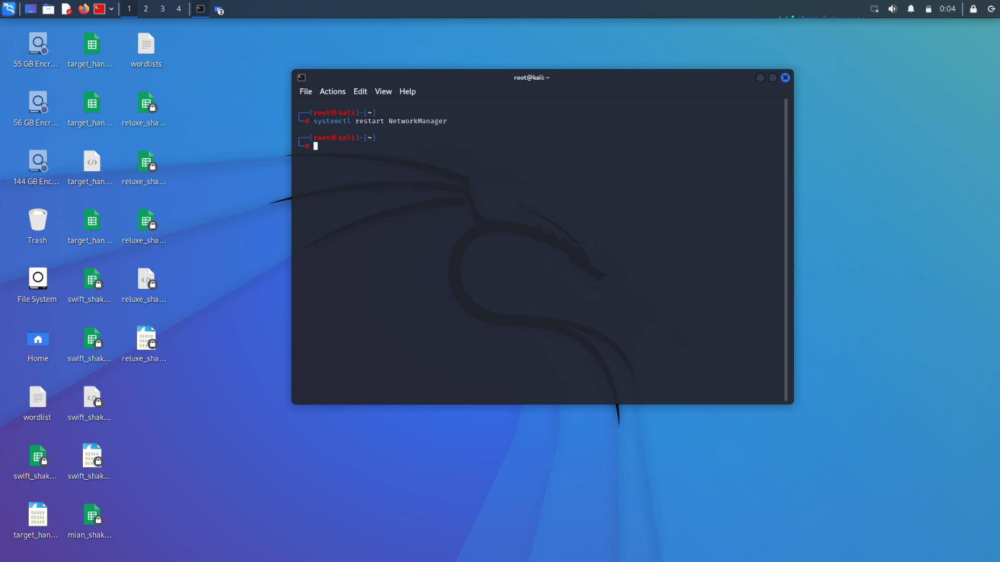 1 2 3 4 3 0:04
55 GB Encr... target_han... wordlists
56 GB Encr... target_han... reluxe_sha...
144 GB Enc... target_han... reluxe_sha...
Trash target_han... reluxe_sha...
File System swift_shak... reluxe_sha...
Home swift_shak... reluxe_sha...
wordlist swift_shak...
swift_shak... swift_shak...
target_han... mian_shak...
root@kali: ~
File Actions Edit View Help
(root㉿kali)-[~]
# systemctl restart NetworkManager
(root㉿kali)-[~]
#